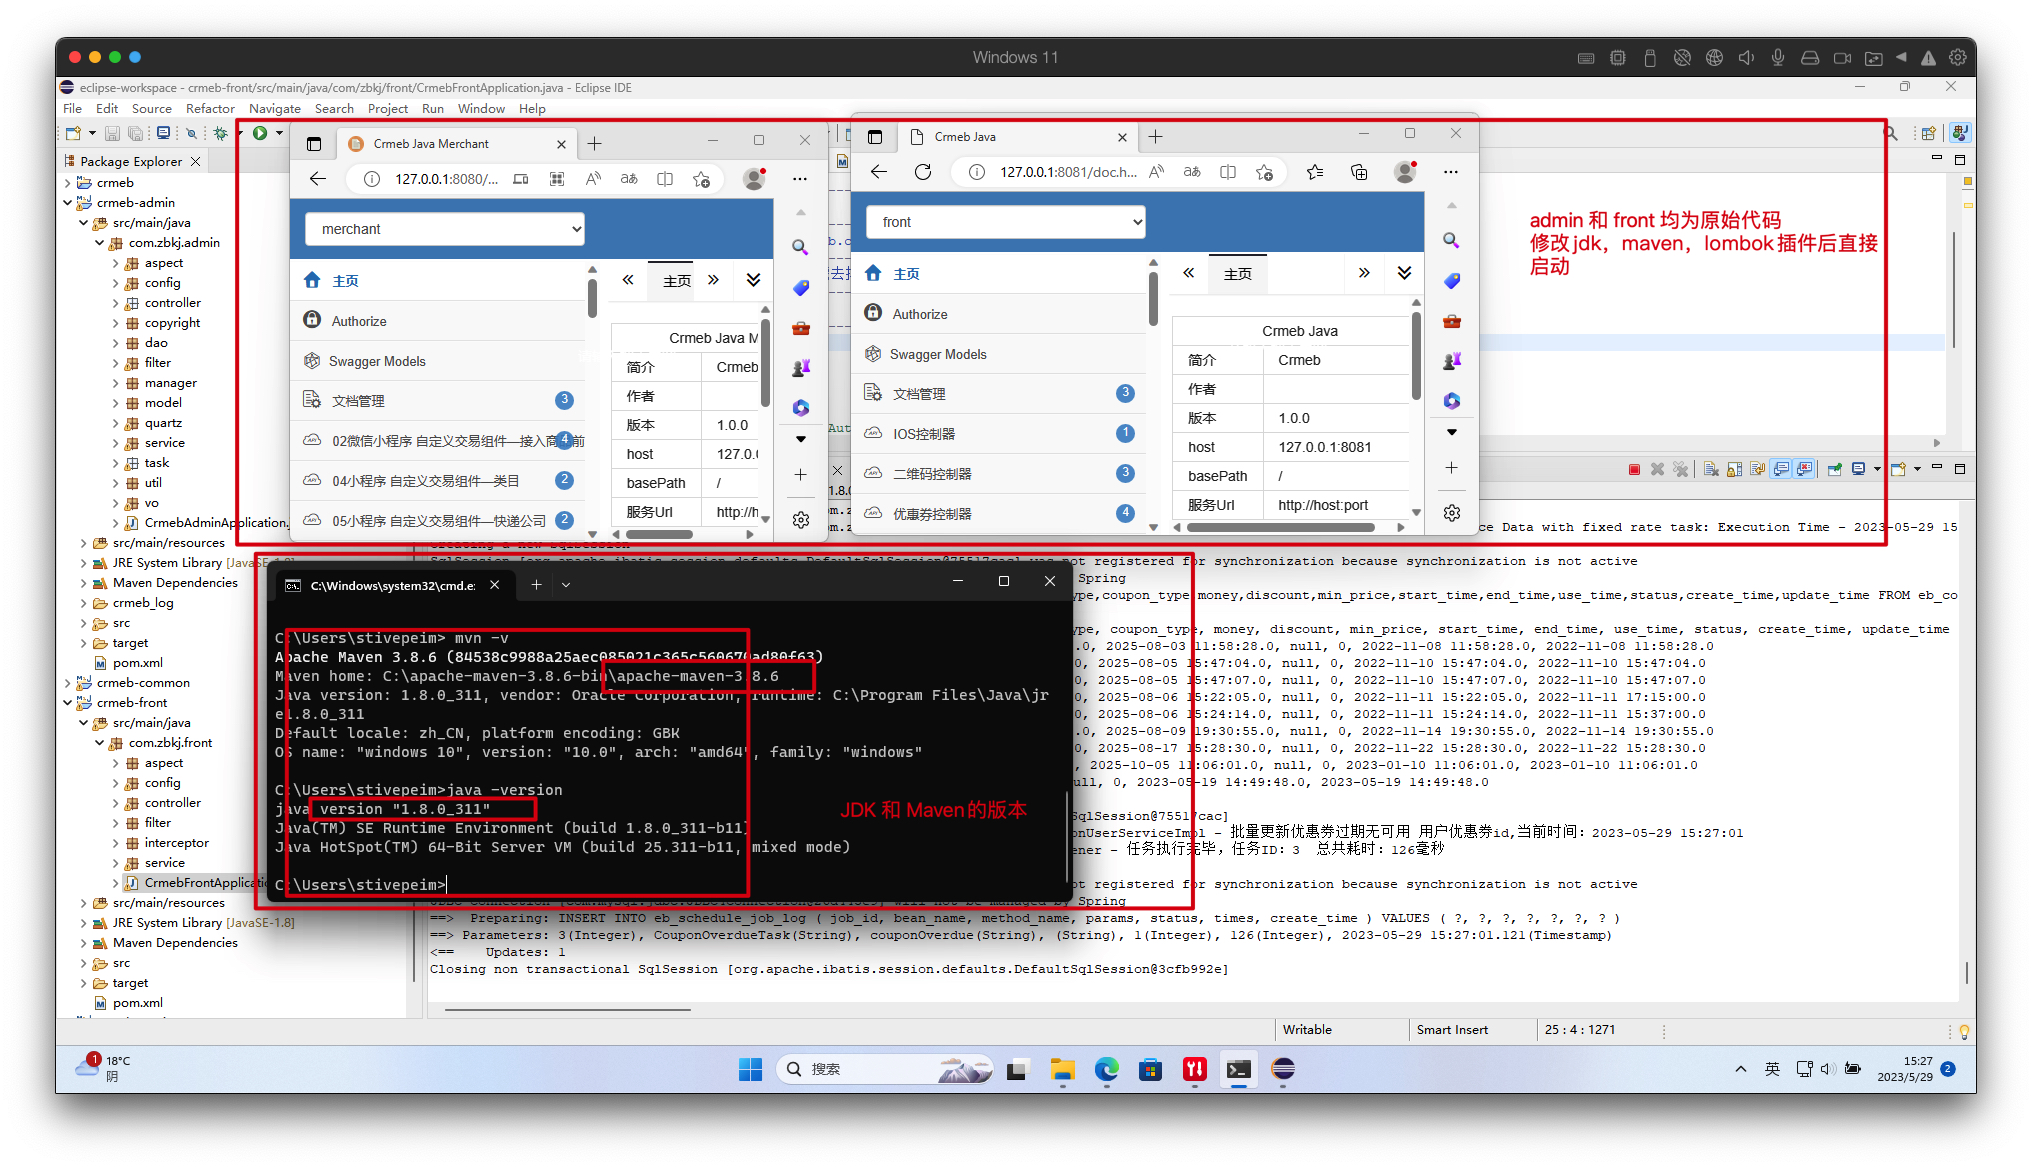 Windows 11
eclipse-workspace - crmeb-front/src/main/java/com/zbkj/front/CrmebFrontApplication.java - Eclipse IDE
File Edit Source Refactor Navigate Search Project Run Window Help
Package Explorer
crmeb
crmeb-admin
src/main/java
com.zbkj.admin
aspect
config
controller
copyright
dao
filter
manager
model
quartz
service
task
util
vo
CrmebAdminApplication.
src/main/resources
JRE System Library [JavaSE-1.8]
Maven Dependencies
crmeb_log
src
target
pom.xml
crmeb-common
crmeb-front
src/main/java
com.zbkj.front
aspect
config
controller
filter
interceptor
service
CrmebFrontApplicatio
src/main/resources
JRE System Library [JavaSE-1.8]
Maven Dependencies
src
target
pom.xml
Crmeb Java Merchant
127.0.0.1:8080/...
merchant
主页
Authorize
Swagger Models
文档管理 3
02微信小程序 自定义交易组件—接入商 4 前
04小程序 自定义交易组件—类目 2
05小程序 自定义交易组件—快递公司 2
主页
Crmeb Java M
简介 Crmeb
作者
版本 1.0.0
host 127.0.
basePath /
服务Url http://h
Crmeb Java
127.0.0.1:8081/doc.h...
front
主页
Authorize
Swagger Models
文档管理 3
IOS控制器 1
二维码控制器 3
优惠券控制器 4
主页
Crmeb Java
简介 Crmeb
作者
版本 1.0.0
host 127.0.0.1:8081
basePath /
服务Url http://host:port
admin 和 front 均为原始代码
修改jdk，maven，lombok插件后直接
启动
C:\Windows\system32\cmd.e:
C:\Users\stivepeim> mvn -v
Apache Maven 3.8.6 (84538c9988a25aec085021c365c560670ad80f63)
Maven home: C:\apache-maven-3.8.6-bin\apache-maven-3.8.6
Java version: 1.8.0_311, vendor: Oracle Corporation, runtime: C:\Program Files\Java\jr
e1.8.0_311
Default locale: zh_CN, platform encoding: GBK
OS name: "windows 10", version: "10.0", arch: "amd64", family: "windows"
C:\Users\stivepeim>java -version
java version "1.8.0_311"
Java(TM) SE Runtime Environment (build 1.8.0_311-b11)
Java HotSpot(TM) 64-Bit Server VM (build 25.311-b11, mixed mode)
C:\Users\stivepeim>
JDK 和 Maven的版本
ce Data with fixed rate task: Execution Time - 2023-05-29 15
ot registered for synchronization because synchronization is not active
Spring
ype,coupon_type,money,discount,min_price,start_time,end_time,use_time,status,create_time,update_time FROM eb_co
ype, coupon_type, money, discount, min_price, start_time, end_time, use_time, status, create_time, update_time
.0, 2025-08-03 11:58:28.0, null, 0, 2022-11-08 11:58:28.0, 2022-11-08 11:58:28.0
0, 2025-08-05 15:47:04.0, null, 0, 2022-11-10 15:47:04.0, 2022-11-10 15:47:04.0
0, 2025-08-05 15:47:07.0, null, 0, 2022-11-10 15:47:07.0, 2022-11-10 15:47:07.0
0, 2025-08-06 15:22:05.0, null, 0, 2022-11-11 15:22:05.0, 2022-11-11 17:15:00.0
0, 2025-08-06 15:24:14.0, null, 0, 2022-11-11 15:24:14.0, 2022-11-11 15:37:00.0
.0, 2025-08-09 19:30:55.0, null, 0, 2022-11-14 19:30:55.0, 2022-11-14 19:30:55.0
0, 2025-08-17 15:28:30.0, null, 0, 2022-11-22 15:28:30.0, 2022-11-22 15:28:30.0
, 2025-10-05 11:06:01.0, null, 0, 2023-01-10 11:06:01.0, 2023-01-10 11:06:01.0
ull, 0, 2023-05-19 14:49:48.0, 2023-05-19 14:49:48.0
SqlSession@75517cac]
onUserServiceImpl - 批量更新优惠券过期无可用 用户优惠券id,当前时间：2023-05-29 15:27:01
ener - 任务执行完毕，任务ID：3 总共耗时：126毫秒
ot registered for synchronization because synchronization is not active
==> Preparing: INSERT INTO eb_schedule_job_log ( job_id, bean_name, method_name, params, status, times, create_time ) VALUES ( ?, ?, ?, ?, ?, ?, ? )
==> Parameters: 3(Integer), CouponOverdueTask(String), couponOverdue(String), (String), 1(Integer), 126(Integer), 2023-05-29 15:27:01.121(Timestamp)
<== Updates: 1
Closing non transactional SqlSession [org.apache.ibatis.session.defaults.DefaultSqlSession@3cfb992e]
Writable Smart Insert 25 : 4 : 1271
1 18°C
阴
搜索
英
15:27
2023/5/29 2